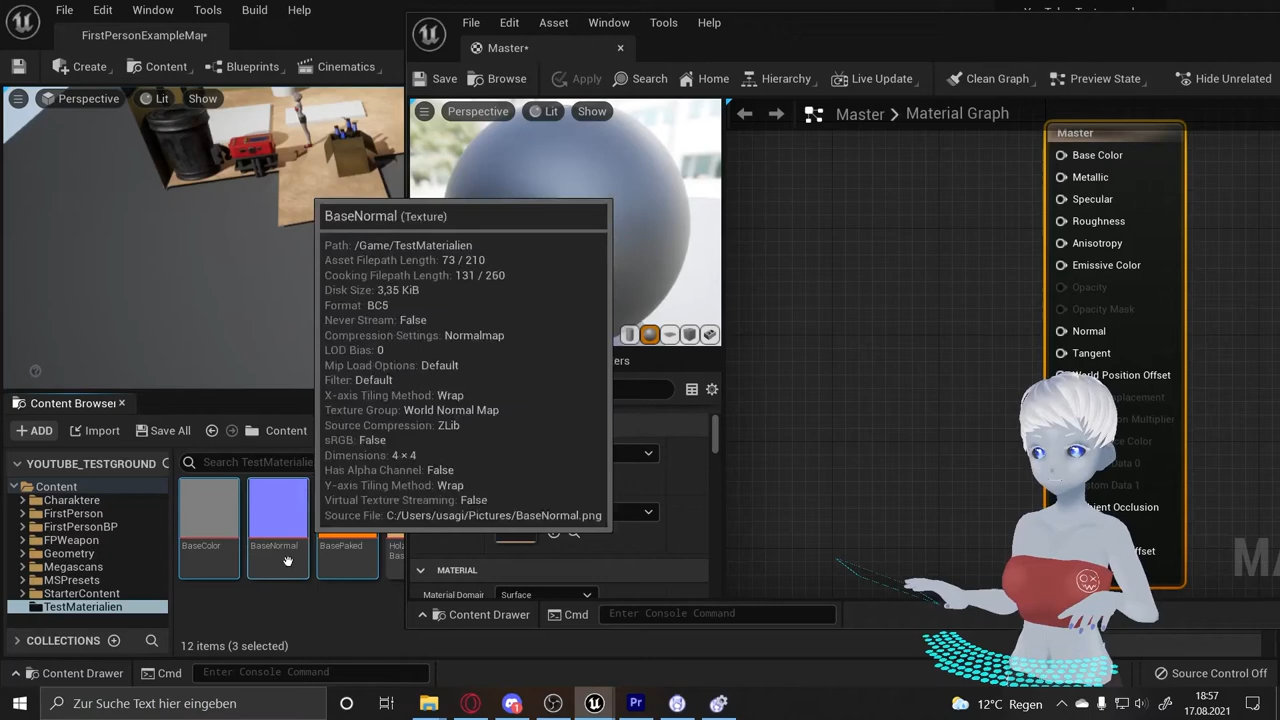 File Edit Window Tools Build Help
FirstPersonExampleMap*
Create Content Blueprints Cinematics
Perspective Lit Show
File Edit Asset Window Tools Help
Master*
Save Browse Apply Search Home Hierarchy Live Update Clean Graph Preview State Hide Unrelated
Perspective Lit Show
Master > Material Graph
Master
Base Color
Metallic
Specular
Roughness
Anisotropy
Emissive Color
Opacity
Opacity Mask
Normal
Tangent
World Position Offset
BaseNormal (Texture)
Path: /Game/TestMaterialien
Asset Filepath Length: 73 / 210
Cooking Filepath Length: 131 / 260
Disk Size: 3,35 KiB
Format BC5
Never Stream: False
Compression Settings: Normalmap
LOD Bias: 0
Mip Load Options: Default
Filter: Default
X-axis Tiling Method: Wrap
Texture Group: World Normal Map
Source Compression: ZLib
sRGB: False
Dimensions: 4 × 4
Has Alpha Channel: False
Y-axis Tiling Method: Wrap
Virtual Texture Streaming: False
Source File: C:/Users/usagi/Pictures/BaseNormal.png
Content Browser
ADD Import Save All Content
YOUTUBE_TESTGROUND
Search TestMaterialie
Content
Charaktere
FirstPerson
FirstPersonBP
FPWeapon
Geometry
Megascans
MSPresets
StarterContent
TestMaterialien
COLLECTIONS
BaseColor BaseNormal BasePaked
12 items (3 selected)
MATERIAL
Material Domain Surface
Content Drawer Cmd Enter Console Command
Content Drawer Cmd Enter Console Command
Source Control Off
Zur Suche Text hier eingeben
12°C Regen
18:57
17.08.2021